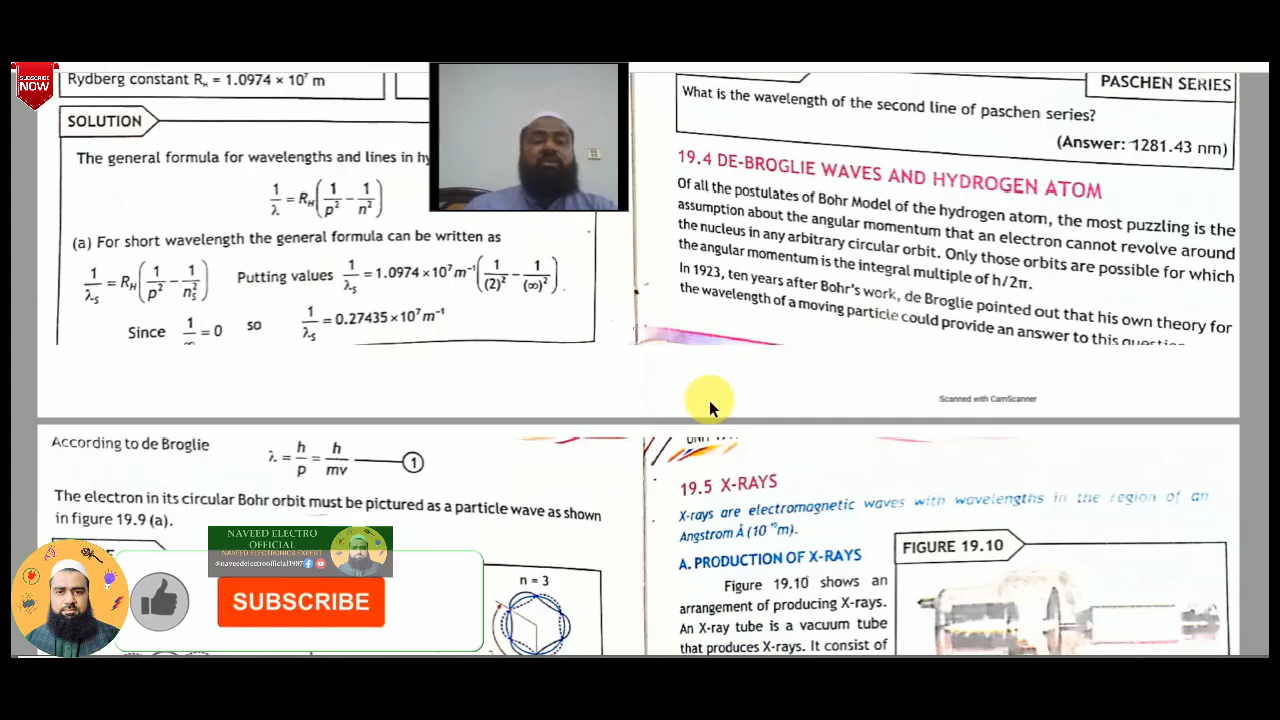 SUBSCRIBE
NOW
Rydberg constant R_H = 1.0974 × 10⁷ m
SOLUTION
The general formula for wavelengths and lines in hy
1/λ = R_H(1/p² − 1/n²)
(a) For short wavelength the general formula can be written as
1/λ_s = R_H(1/p² − 1/n_s²) Putting values 1/λ_s = 1.0974 × 10⁷ m⁻¹(1/(2)² − 1/(∞)²)
Since 1/∞ = 0 so 1/λ_s = 0.27435 × 10⁷ m⁻¹
PASCHEN SERIES
What is the wavelength of the second line of paschen series?
(Answer: 1281.43 nm)
19.4 DE-BROGLIE WAVES AND HYDROGEN ATOM
Of all the postulates of Bohr Model of the hydrogen atom, the most puzzling is the
assumption about the angular momentum that an electron cannot revolve around
the nucleus in any arbitrary circular orbit. Only those orbits are possible for which
the angular momentum is the integral multiple of h/2π.
In 1923, ten years after Bohr's work, de Broglie pointed out that his own theory for
the wavelength of a moving particle could provide an answer to this question
Scanned with CamScanner
According to de Broglie λ = h/p = h/mv ——— 1
The electron in its circular Bohr orbit must be pictured as a particle wave as shown
in figure 19.9 (a).
n = 3
NAVEED ELECTRO
OFFICIAL
NAVEED ELECTRONICS EXPERT
@naveedelectroofficial1987
SUBSCRIBE
UNIT
19.5 X-RAYS
X-rays are electromagnetic waves with wavelengths in the region of an
Angstrom Å (10⁻¹⁰m).
A. PRODUCTION OF X-RAYS
Figure 19.10 shows an
arrangement of producing X-rays.
An X-ray tube is a vacuum tube
that produces X-rays. It consist of
FIGURE 19.10